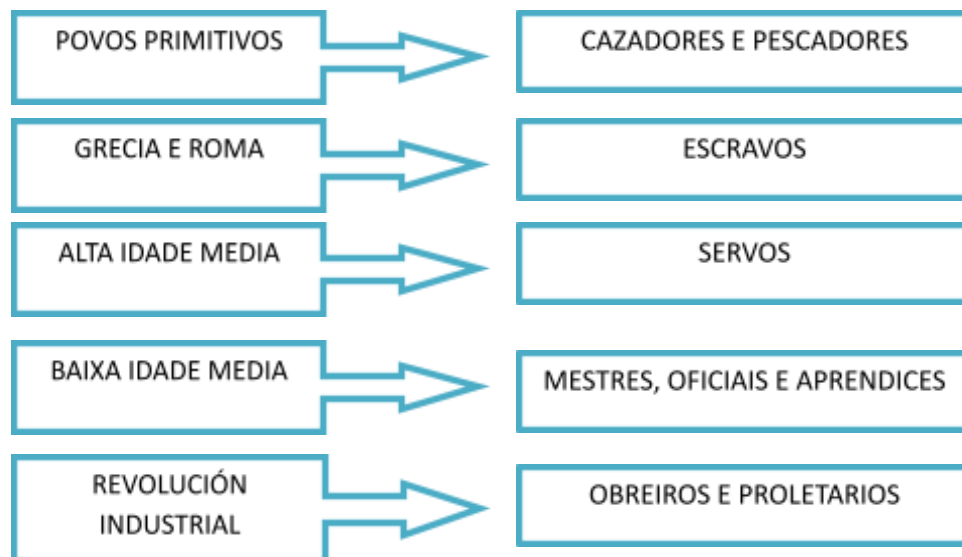 POVOS PRIMITIVOS
CAZADORES E PESCADORES
GRECIA E ROMA
ESCRAVOS
ALTA IDADE MEDIA
SERVOS
BAIXA IDADE MEDIA
MESTRES, OFICIAIS E APRENDICES
REVOLUCIÓN
INDUSTRIAL
OBREIROS E PROLETARIOS